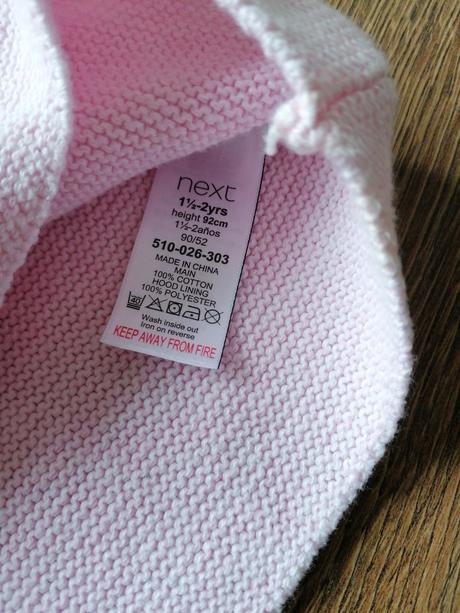 next
1½-2yrs
height 92cm
1½-2años
90/52
510-026-303
MADE IN CHINA
MAIN
100% COTTON
HOOD LINING
100% POLYESTER
40
Wash inside out
Iron on reverse
KEEP AWAY FROM FIRE